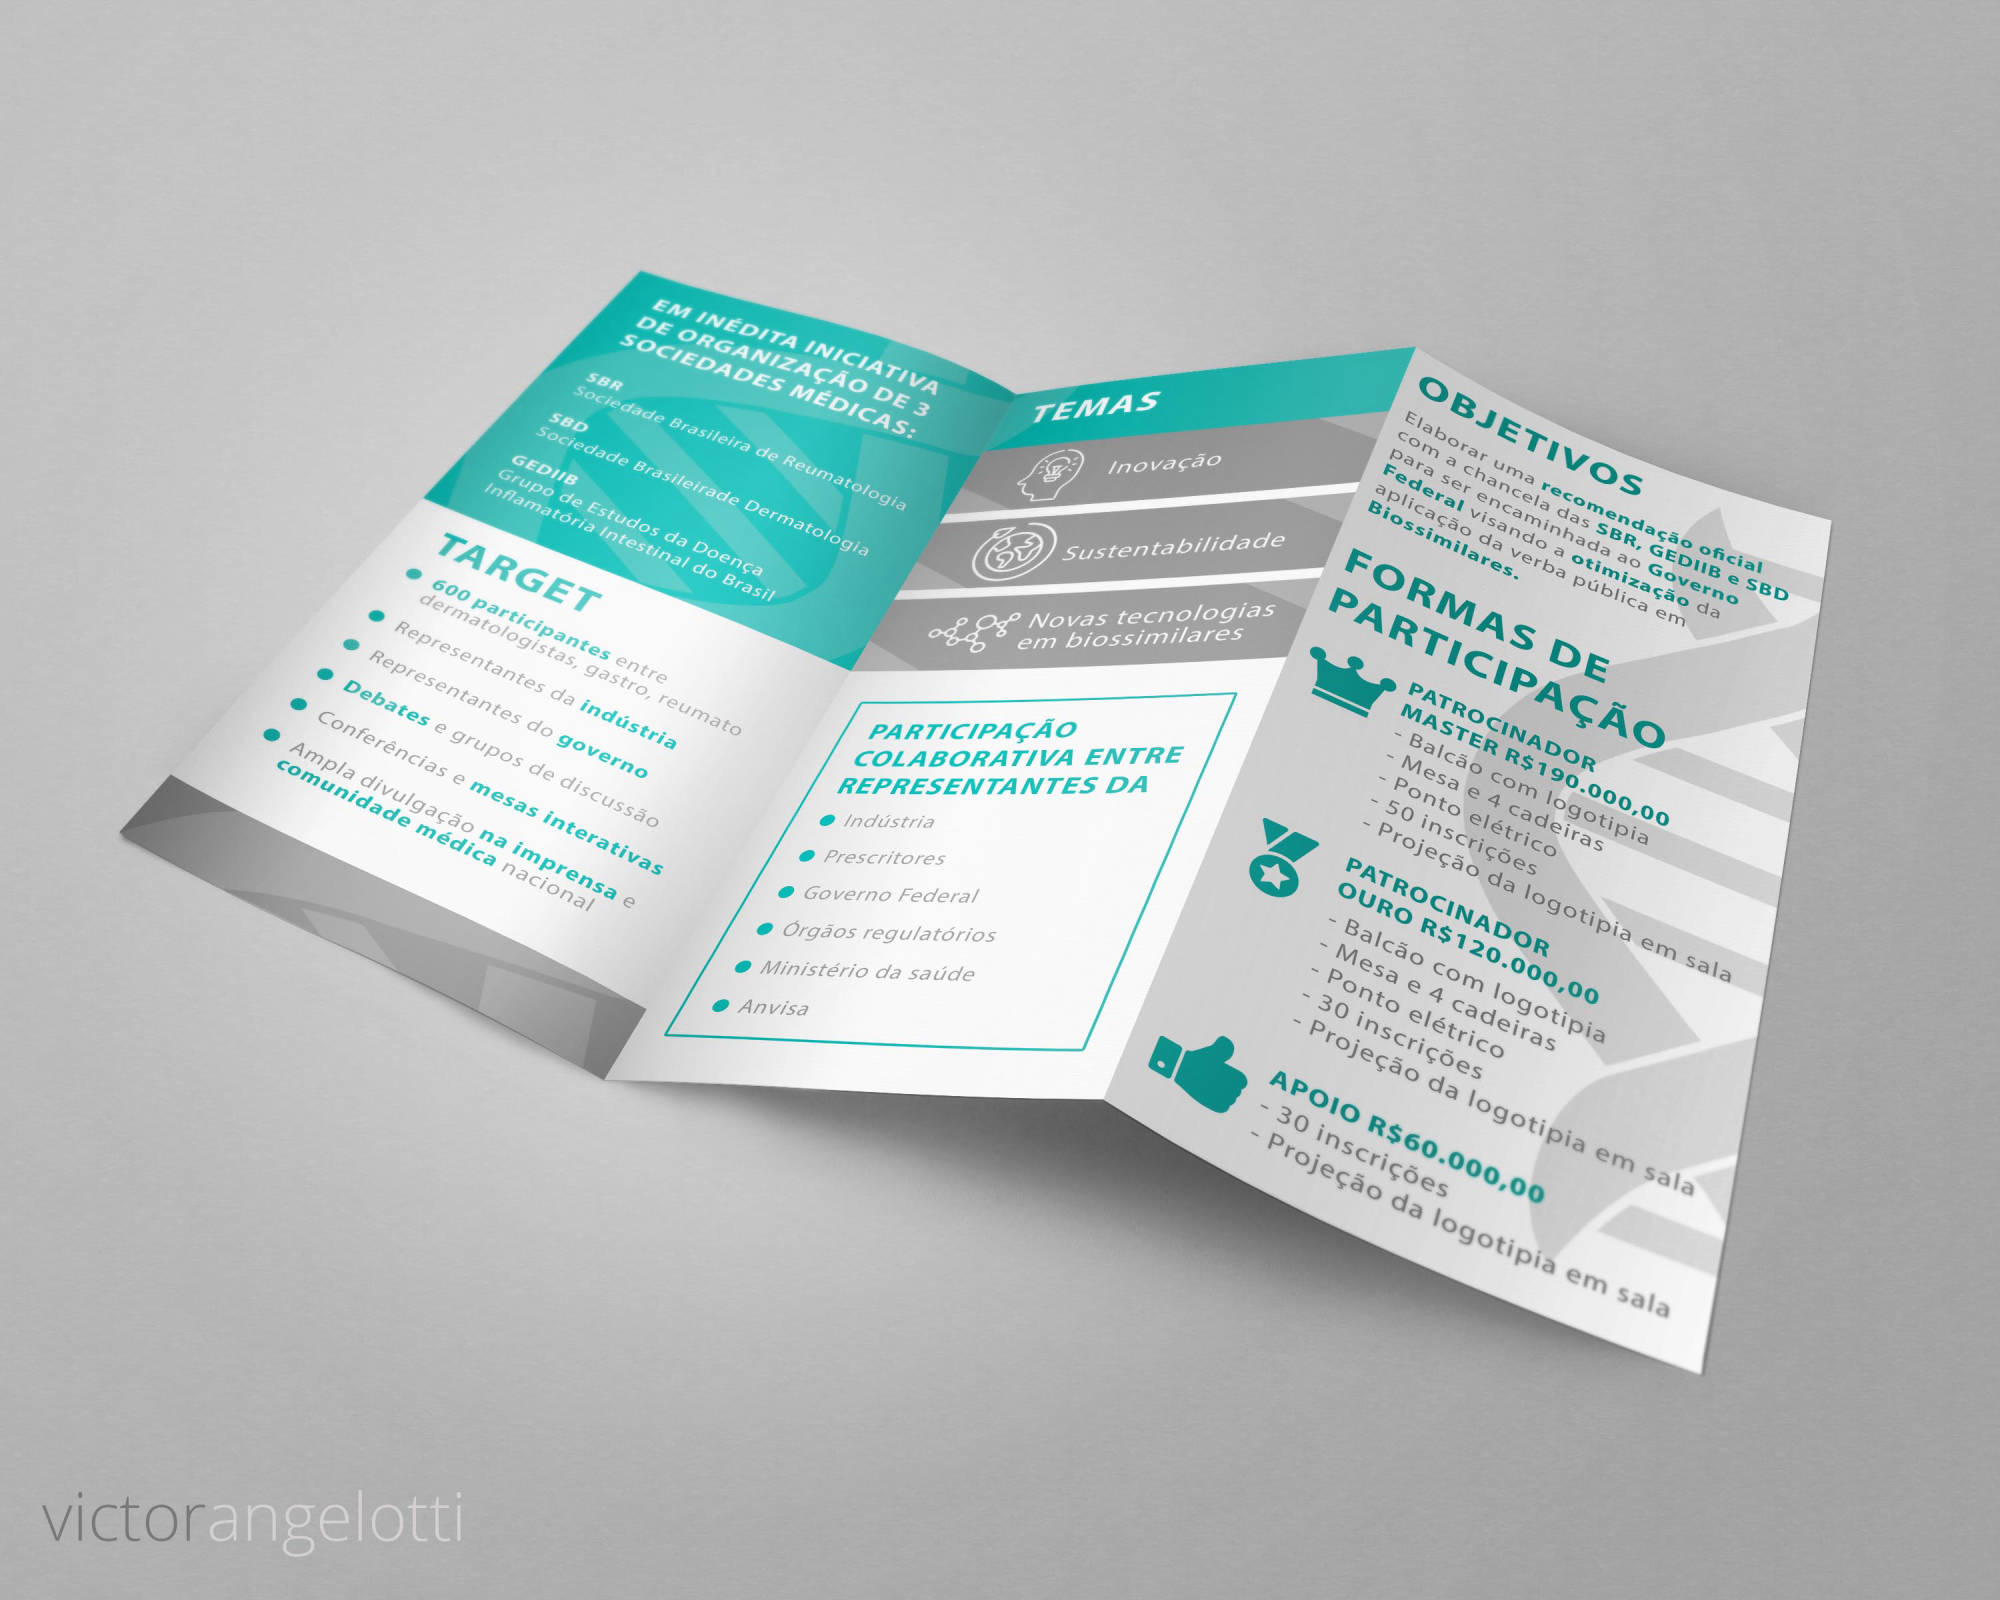 EM INÉDITA INICIATIVA
DE ORGANIZAÇÃO DE 3
SOCIEDADES MÉDICAS:
SBR
Sociedade Brasileira de Reumatologia
SBD
Sociedade Brasileirade Dermatologia
GEDIIB
Grupo de Estudos da Doença
Inflamatória Intestinal do Brasil
TARGET
600 participantes entre
dermatologistas, gastro, reumato
Representantes da indústria
Representantes do governo
Debates e grupos de discussão
Conferências e mesas interativas
Ampla divulgação na imprensa e
comunidade médica nacional
TEMAS
Inovação
Sustentabilidade
Novas tecnologias
em biossimilares
PARTICIPAÇÃO
COLABORATIVA ENTRE
REPRESENTANTES DA
Indústria
Prescritores
Governo Federal
Órgãos regulatórios
Ministério da saúde
Anvisa
OBJETIVOS
Elaborar uma recomendação oficial
com a chancela das SBR, GEDIIB e SBD
para ser encaminhada ao Governo
Federal visando a otimização da
aplicação da verba pública em
Biossimilares.
FORMAS DE
PARTICIPAÇÃO
PATROCINADOR
MASTER R$190.000,00
- Balcão com logotipia
- Mesa e 4 cadeiras
- Ponto elétrico
- 50 inscrições
- Projeção da logotipia em sala
PATROCINADOR
OURO R$120.000,00
- Balcão com logotipia
- Mesa e 4 cadeiras
- Ponto elétrico
- 30 inscrições
- Projeção da logotipia em sala
APOIO R$60.000,00
- 30 inscrições
- Projeção da logotipia em sala
victorangelotti